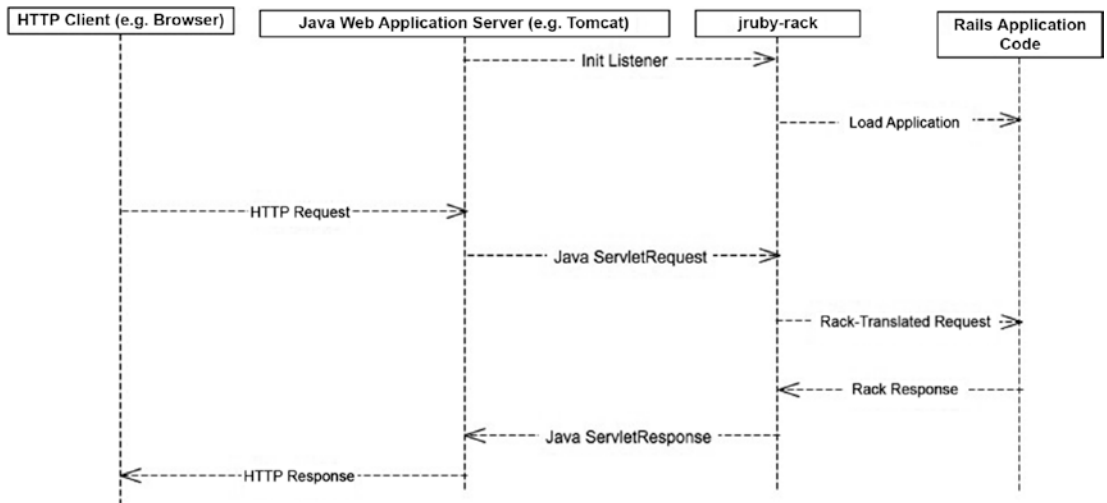 HTTP Client (e.g. Browser)
Java Web Application Server (e.g. Tomcat)
jruby-rack
Rails Application
Code
Init Listener
Load Application
HTTP Request
Java ServletRequest
Rack-Translated Request
Rack Response
Java ServletResponse
HTTP Response